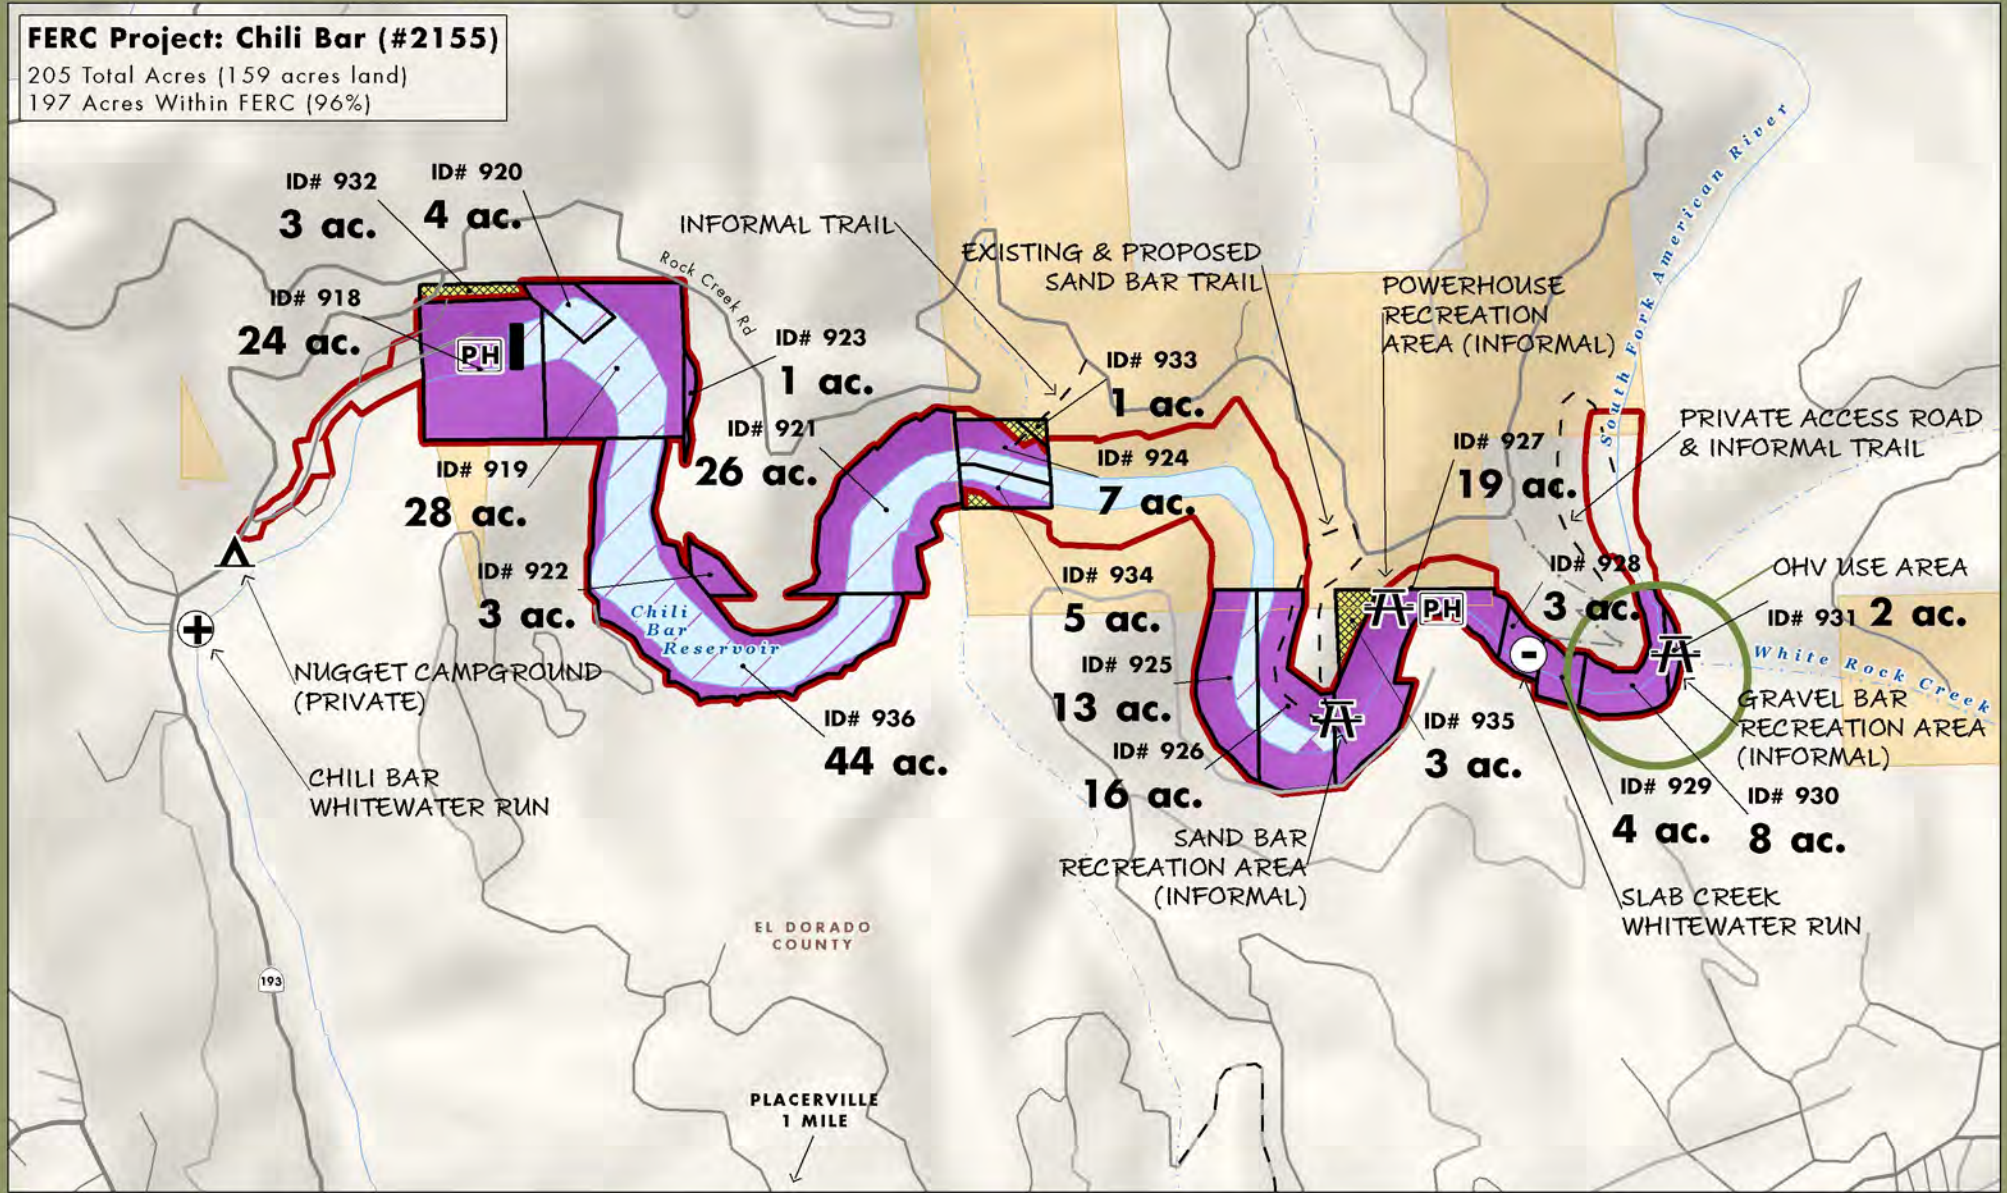 FERC Project: Chili Bar (#2155)
205 Total Acres (159 acres land)
197 Acres Within FERC (96%)
ID# 932
3 ac.
ID# 920
4 ac.
INFORMAL TRAIL
EXISTING & PROPOSED
SAND BAR TRAIL
POWERHOUSE
RECREATION
AREA (INFORMAL)
South Fork American River
Rock Creek Rd
ID# 918
24 ac.
PH
ID# 923
1 ac.
ID# 933
1 ac.
ID# 921
26 ac.
ID# 919
28 ac.
ID# 924
7 ac.
ID# 927
19 ac.
PRIVATE ACCESS ROAD
& INFORMAL TRAIL
ID# 922
3 ac.
Chili
Bar
Reservoir
ID# 934
5 ac.
PH
ID# 928
3 ac.
OHV USE AREA
ID# 931 2 ac.
White Rock Creek
NUGGET CAMPGROUND
(PRIVATE)
ID# 925
13 ac.
ID# 936
44 ac.
ID# 926
16 ac.
ID# 935
3 ac.
GRAVEL BAR
RECREATION AREA
(INFORMAL)
CHILI BAR
WHITEWATER RUN
ID# 929
4 ac.
ID# 930
8 ac.
SAND BAR
RECREATION AREA
(INFORMAL)
SLAB CREEK
WHITEWATER RUN
EL DORADO
COUNTY
193
PLACERVILLE
1 MILE